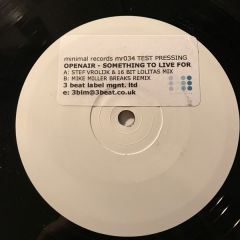 minimal records mr034 TEST PRESSING
OPENAIR - SOMETHING TO LIVE FOR
A: STEF VROLIJK & 16 BIT LOLITAS MIX
B: MIKE MILLER BREAKS REMIX
3 beat label mgnt. ltd
e: 3blm@3beat.co.uk